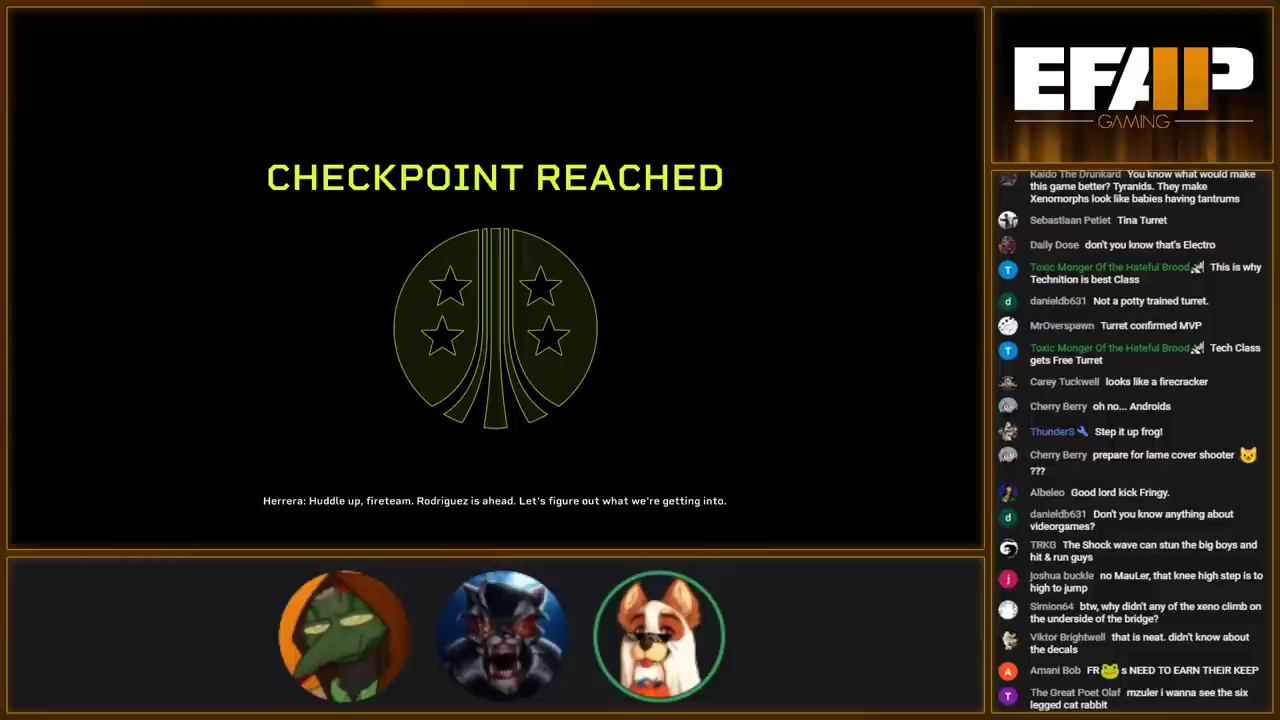 CHECKPOINT REACHED
Herrera: Huddle up, fireteam. Rodriguez is ahead. Let's figure out what we're getting into.
EFAP
GAMING
Kaido The Drunkard You know what would make
this game better? Tyranids. They make
Xenomorphs look like babies having tantrums
Sebastiaan Petiet Tina Turret
Daily Dose don't you know that's Electro
Toxic Monger Of the Hateful Brood This is why
Technition is best Class
danieldb631 Not a potty trained turret.
MrOverspawn Turret confirmed MVP
Toxic Monger Of the Hateful Brood Tech Class
gets Free Turret
Carey Tuckwell looks like a firecracker
Cherry Berry oh no... Androids
ThunderS Step it up frog!
Cherry Berry prepare for lame cover shooter
???
Albeleo Good lord kick Fringy.
danieldb631 Don't you know anything about
videorgames?
TRKG The Shock wave can stun the big boys and
hit & run guys
joshua buckle no MauLer, that knee high step is to
high to jump
Simion64 btw, why didn't any of the xeno climb on
the underside of the bridge?
Viktor Brightwell that is neat. didn't know about
the decals
Amani Bob FR s NEED TO EARN THEIR KEEP
The Great Poet Olaf mzuler i wanna see the six
legged cat rabbit
T
d
T
d
j
A
T